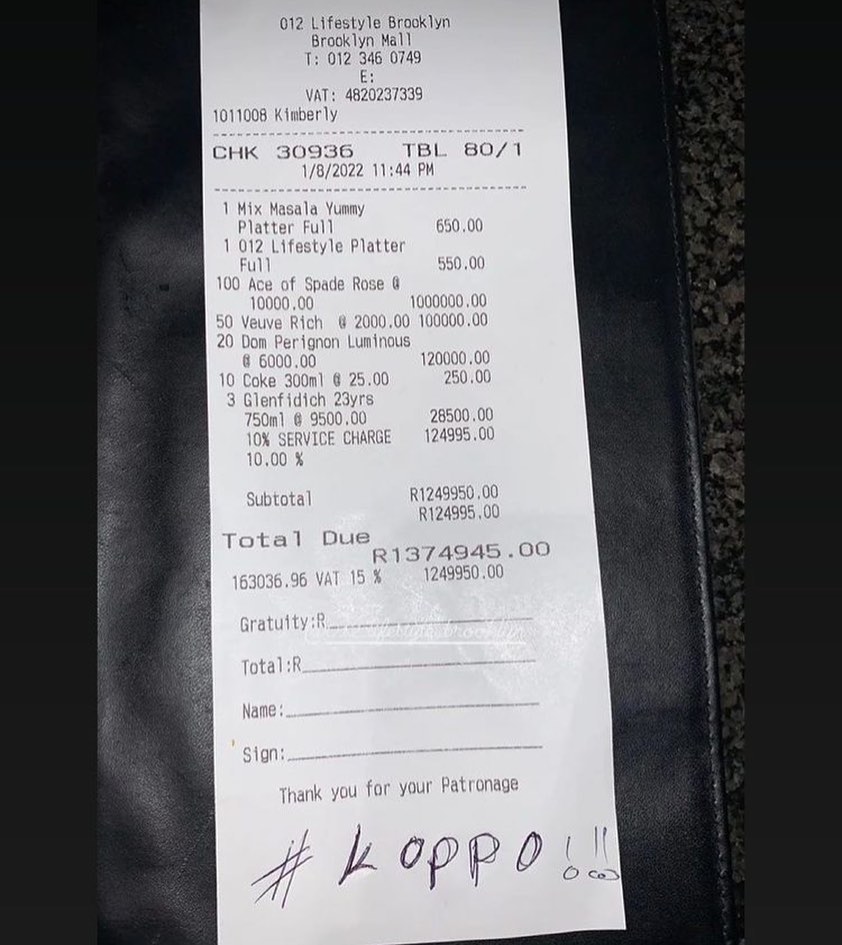 012 Lifestyle Brooklyn
Brooklyn Mall
T: 012 346 0749
E:
VAT: 4820237339
1011008 Kimberly
CHK 30936 TBL 80/1
1/8/2022 11:44 PM
1 Mix Masala Yummy
Platter Full 650.00
1 012 Lifestyle Platter
Full 550.00
100 Ace of Spade Rose @
10000.00 1000000.00
50 Veuve Rich @ 2000.00 100000.00
20 Dom Perignon Luminous
@ 6000.00 120000.00
10 Coke 300ml @ 25.00 250.00
3 Glenfidich 23yrs
750ml @ 9500.00 28500.00
10% SERVICE CHARGE 124995.00
10.00 %
Subtotal R1249950.00
R124995.00
Total Due
R1374945.00
163036.96 VAT 15 % 1249950.00
Gratuity:R
Total:R
Name:
Sign:
Thank you for your Patronage
# koppo!!!